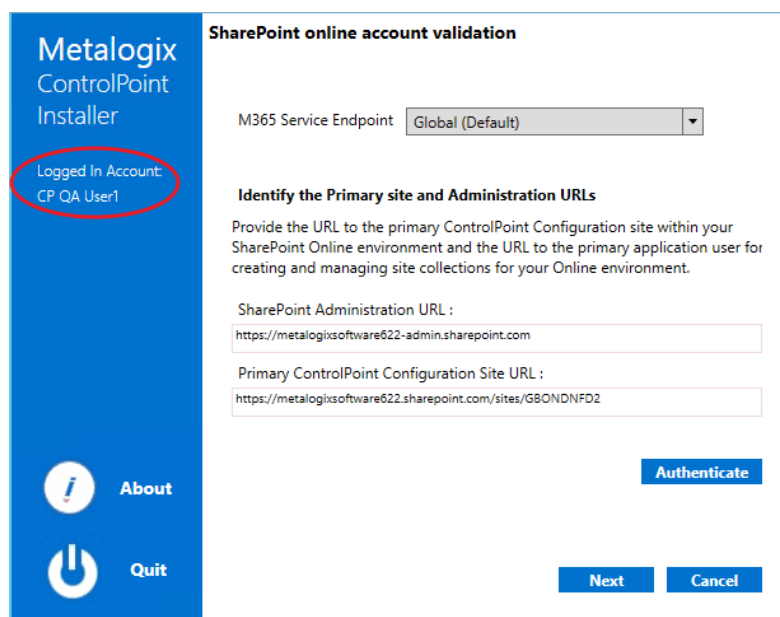 Metalogix
ControlPoint
Installer
Logged In Account:
CP QA User1
About
Quit
SharePoint online account validation
M365 Service Endpoint Global (Default)
Identify the Primary site and Administration URLs
Provide the URL to the primary ControlPoint Configuration site within your
SharePoint Online environment and the URL to the primary application user for
creating and managing site collections for your Online environment.
SharePoint Administration URL :
https://metalogixsoftware622-admin.sharepoint.com
Primary ControlPoint Configuration Site URL :
https://metalogixsoftware622.sharepoint.com/sites/GBONDNFD2
Authenticate
Next Cancel